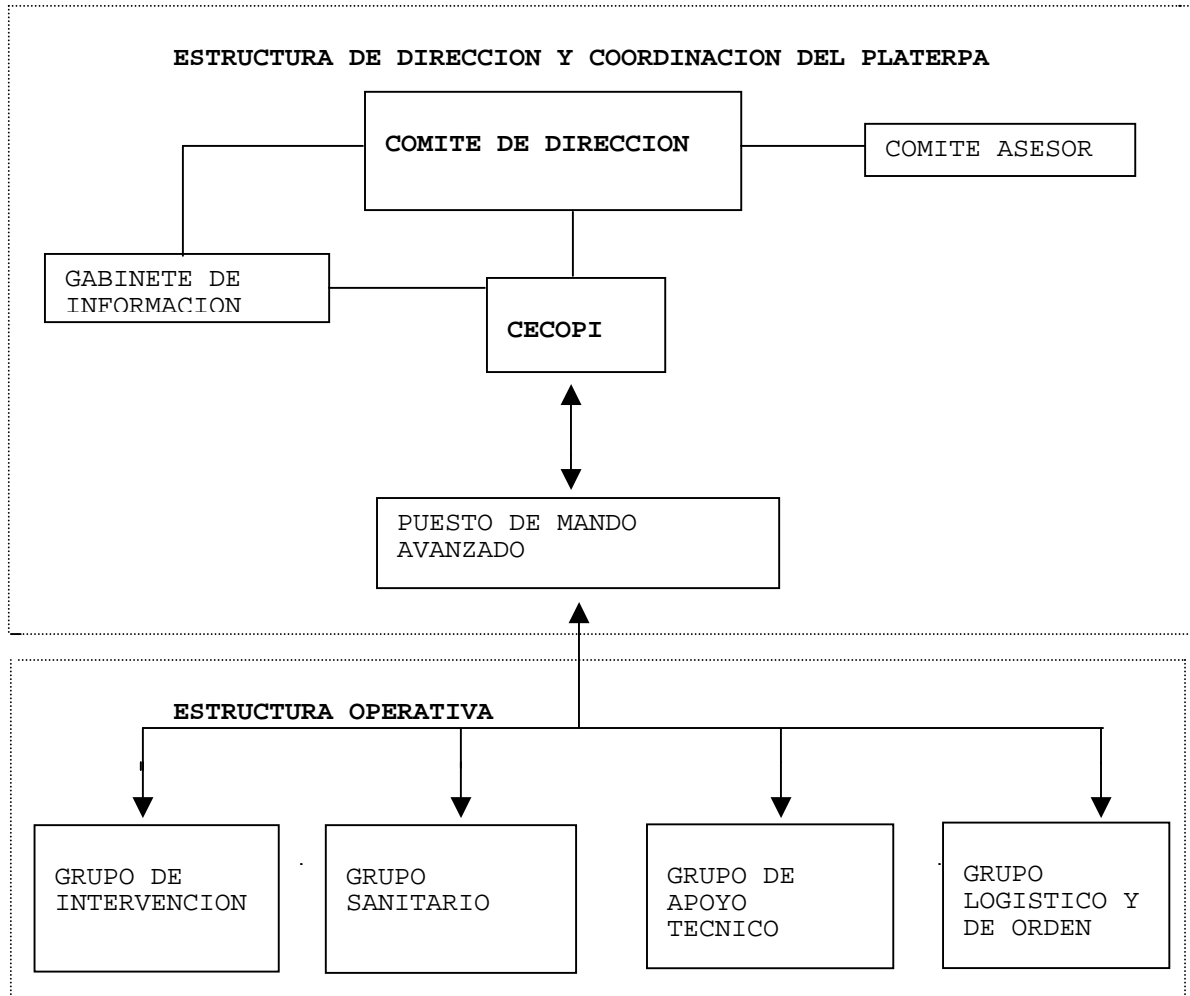 ESTRUCTURA DE DIRECCION Y COORDINACION DEL PLATERPA
COMITE DE DIRECCION
COMITE ASESOR
GABINETE DE
INFORMACION
CECOPI
PUESTO DE MANDO
AVANZADO
ESTRUCTURA OPERATIVA
GRUPO DE
INTERVENCION
GRUPO
SANITARIO
GRUPO DE
APOYO
TECNICO
GRUPO
LOGISTICO Y
DE ORDEN